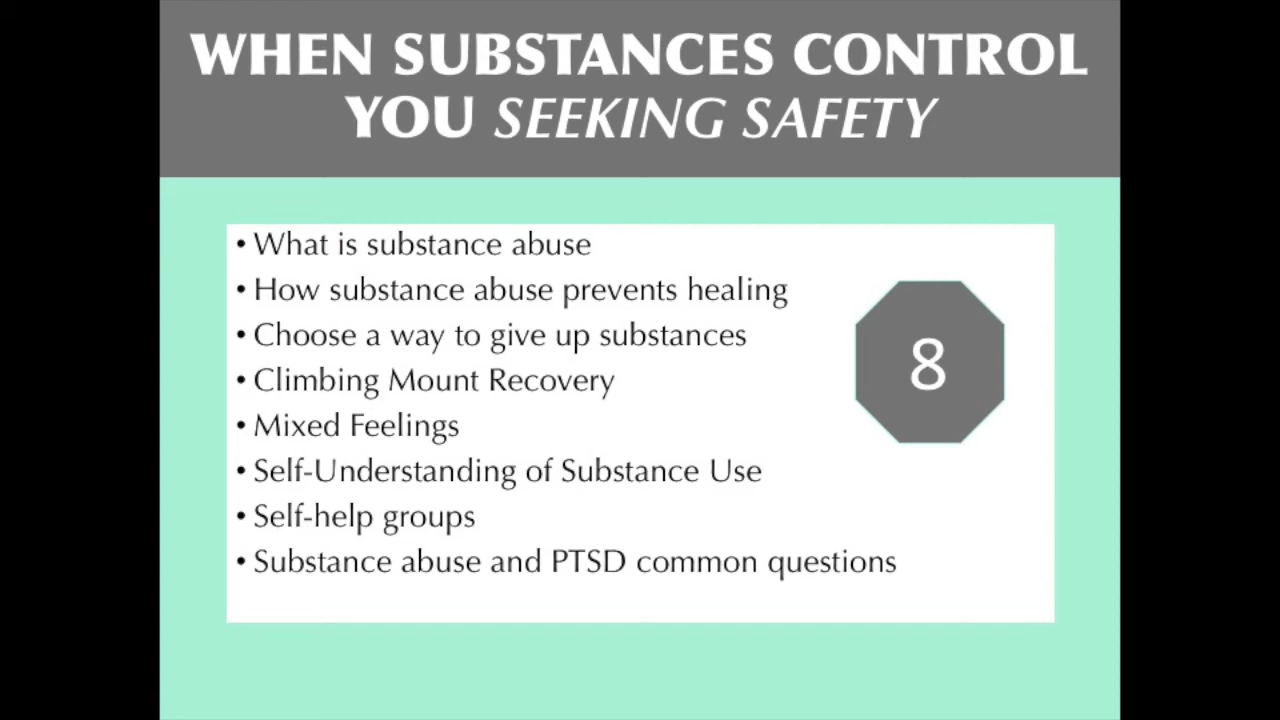 WHEN SUBSTANCES CONTROL
YOU SEEKING SAFETY
• What is substance abuse
• How substance abuse prevents healing
• Choose a way to give up substances
• Climbing Mount Recovery
• Mixed Feelings
• Self-Understanding of Substance Use
• Self-help groups
• Substance abuse and PTSD common questions
8